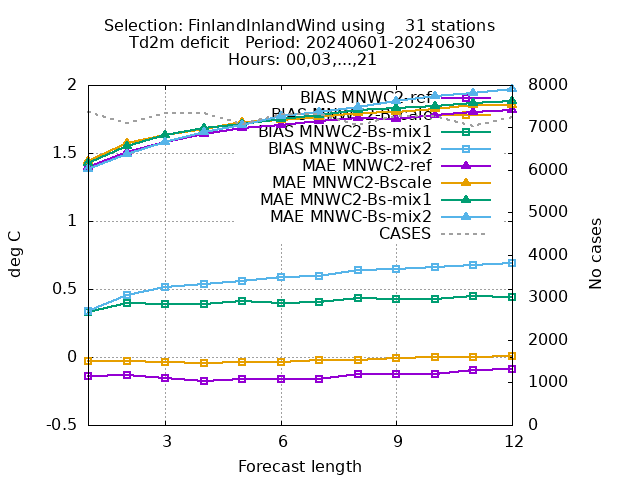 Selection: FinlandInlandWind using 31 stations
Td2m deficit Period: 20240601-20240630
Hours: 00,03,...,21
2
1.5
1
0.5
0
-0.5
8000
7000
6000
5000
4000
3000
2000
1000
0
BIAS MNWC2-ref
BIAS MNWC2-Bscale
BIAS MNWC2-Bs-mix1
BIAS MNWC-Bs-mix2
MAE MNWC2-ref
MAE MNWC2-Bscale
MAE MNWC2-Bs-mix1
MAE MNWC-Bs-mix2
CASES
deg C
No cases
3 6 9 12
Forecast length